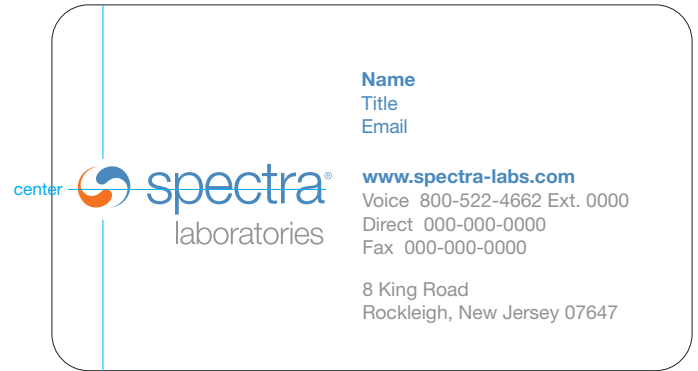 center
spectra®
laboratories
Name
Title
Email
www.spectra-labs.com
Voice 800-522-4662 Ext. 0000
Direct 000-000-0000
Fax 000-000-0000
8 King Road
Rockleigh, New Jersey 07647